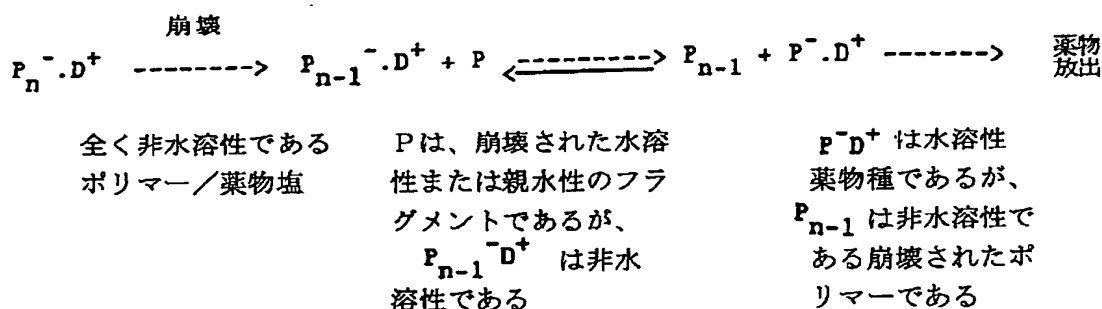 崩壊
Pn⁻.D⁺ --------> Pn-1⁻.D⁺ + P <--------> Pn-1 + P⁻.D⁺ -------> 薬物放出
全く非水溶性である
ポリマー/薬物塩
Pは、崩壊された水溶
性または親水性のフラ
グメントであるが、
Pn-1⁻D⁺ は非水
溶性である
P⁻D⁺ は水溶性
薬物種であるが、
Pn-1 は非水溶性で
ある崩壊されたポ
リマーである